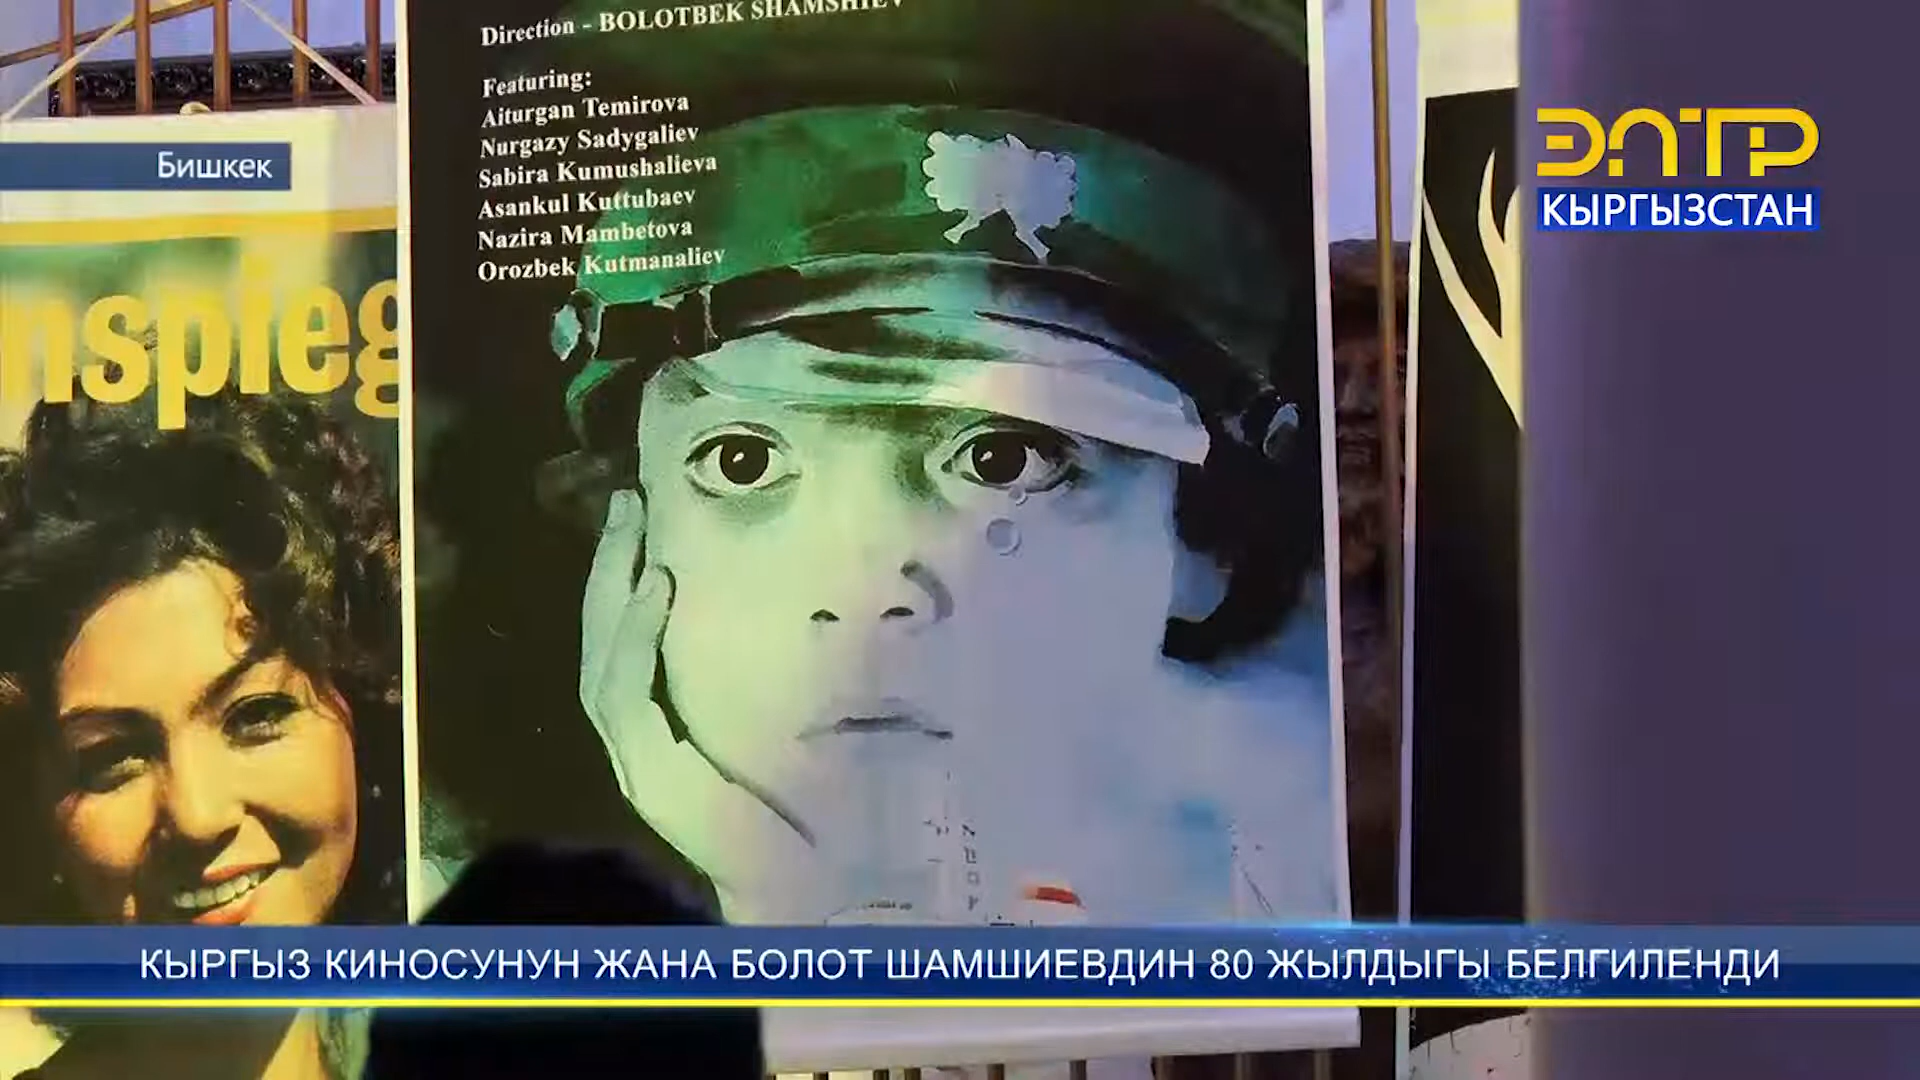 Direction - BOLOTBEK SHAMSHIEV
Featuring:
Aiturgan Temirova
Nurgazy Sadygaliev
Sabira Kumushalieva
Asankul Kuttubaev
Nazira Mambetova
Orozbek Kutmanaliev
Бишкек
ЭЛТР
КЫРГЫЗСТАН
nspieg
КЫРГЫЗ КИНОСУНУН ЖАНА БОЛОТ ШАМШИЕВДИН 80 ЖЫЛДЫГЫ БЕЛГИЛЕНДИ